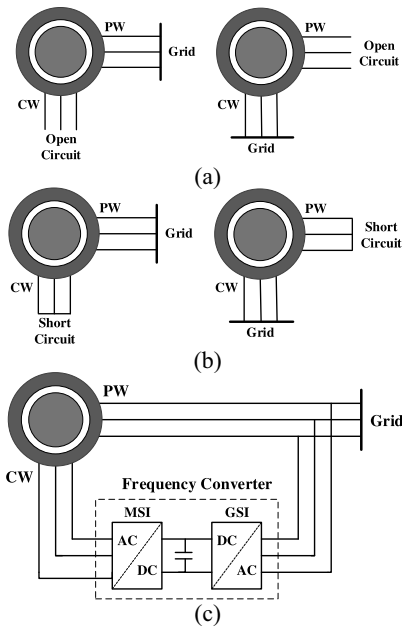 PW
Grid
CW
Open
Circuit
PW
Open
Circuit
CW
Grid
(a)
PW
Grid
CW
Short
Circuit
PW
Short
Circuit
CW
Grid
(b)
PW
Grid
CW
Frequency Converter
MSI
GSI
AC
DC
DC
AC
(c)